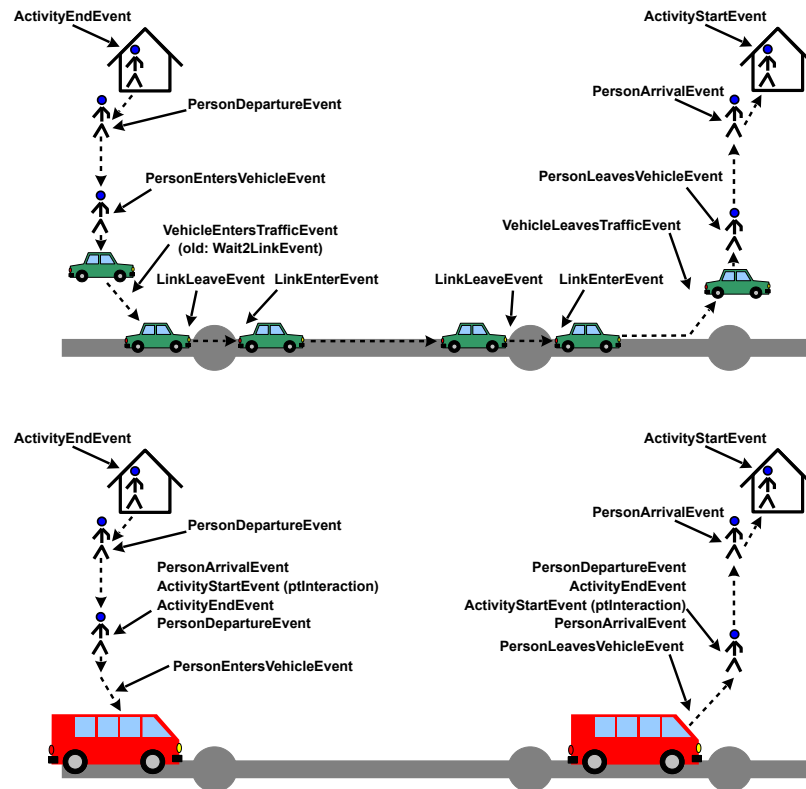 ActivityEndEvent
ActivityStartEvent
PersonDepartureEvent
PersonArrivalEvent
PersonEntersVehicleEvent
PersonLeavesVehicleEvent
VehicleEntersTrafficEvent
(old: Wait2LinkEvent)
VehicleLeavesTrafficEvent
LinkLeaveEvent
LinkEnterEvent
LinkLeaveEvent
LinkEnterEvent
ActivityEndEvent
ActivityStartEvent
PersonDepartureEvent
PersonArrivalEvent
PersonArrivalEvent
ActivityStartEvent (ptInteraction)
ActivityEndEvent
PersonDepartureEvent
PersonDepartureEvent
ActivityEndEvent
ActivityStartEvent (ptInteraction)
PersonArrivalEvent
PersonLeavesVehicleEvent
PersonEntersVehicleEvent